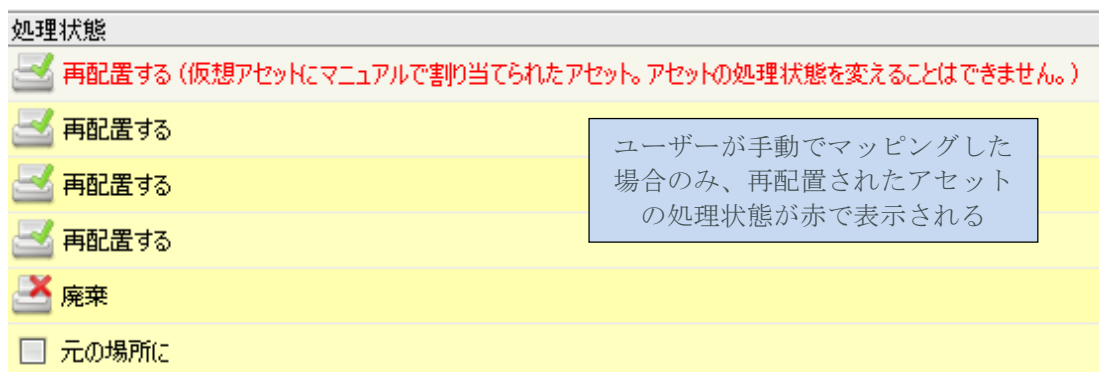 処理状態
再配置する（仮想アセットにマニュアルで割り当てられたアセット。アセットの処理状態を変えることはできません。）
再配置する
ユーザーが手動でマッピングした
場合のみ、再配置されたアセット
の処理状態が赤で表示される
再配置する
再配置する
廃棄
元の場所に